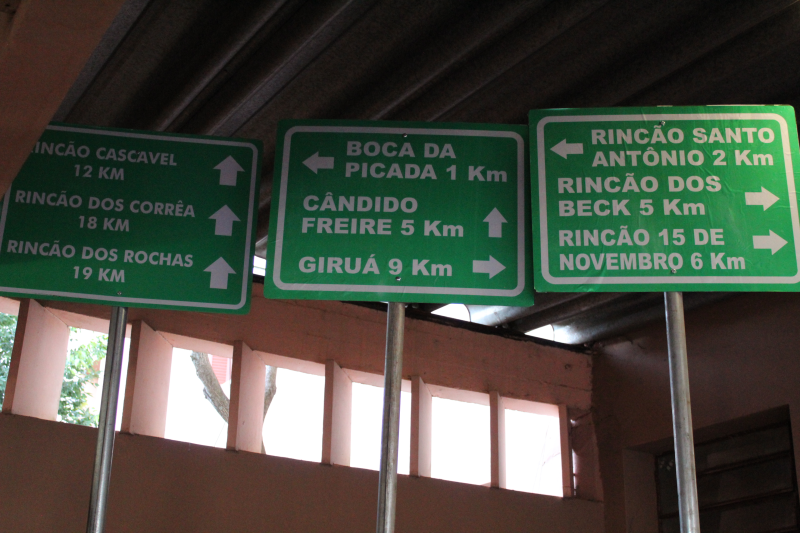 RINCÃO CASCAVEL
12 KM
RINCÃO DOS CORRÊA
18 KM
RINCÃO DOS ROCHAS
19 KM
BOCA DA
PICADA 1 Km
CÂNDIDO
FREIRE 5 Km
GIRUÁ 9 Km
RINCÃO SANTO
ANTÔNIO 2 Km
RINCÃO DOS
BECK 5 Km
RINCÃO 15 DE
NOVEMBRO 6 Km